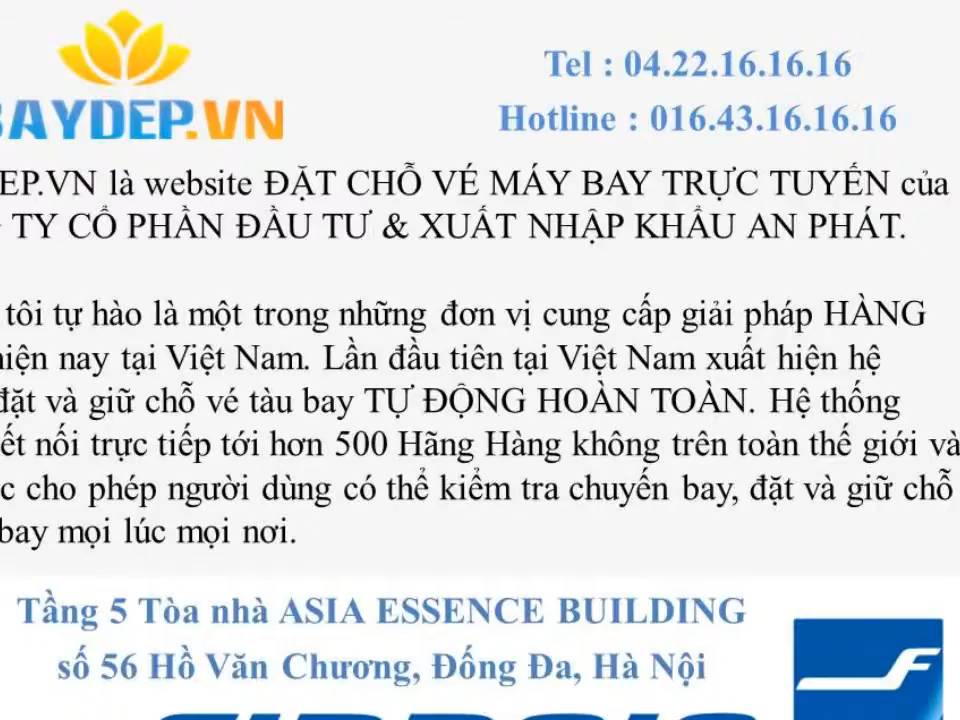 Tel : 04.22.16.16.16
BAYDEP.VN
Hotline : 016.43.16.16.16
EP.VN là website ĐẶT CHỖ VÉ MÁY BAY TRỰC TUYẾN của
TY CỔ PHẦN ĐẦU TƯ & XUẤT NHẬP KHẨU AN PHÁT.
tôi tự hào là một trong những đơn vị cung cấp giải pháp HÀNG
hiện nay tại Việt Nam. Lần đầu tiên tại Việt Nam xuất hiện hệ
đặt và giữ chỗ vé tàu bay TỰ ĐỘNG HOÀN TOÀN. Hệ thống
ết nối trực tiếp tới hơn 500 Hãng Hàng không trên toàn thế giới và
c cho phép người dùng có thể kiểm tra chuyến bay, đặt và giữ chỗ
bay mọi lúc mọi nơi.
Tầng 5 Tòa nhà ASIA ESSENCE BUILDING
số 56 Hồ Văn Chương, Đống Đa, Hà Nội